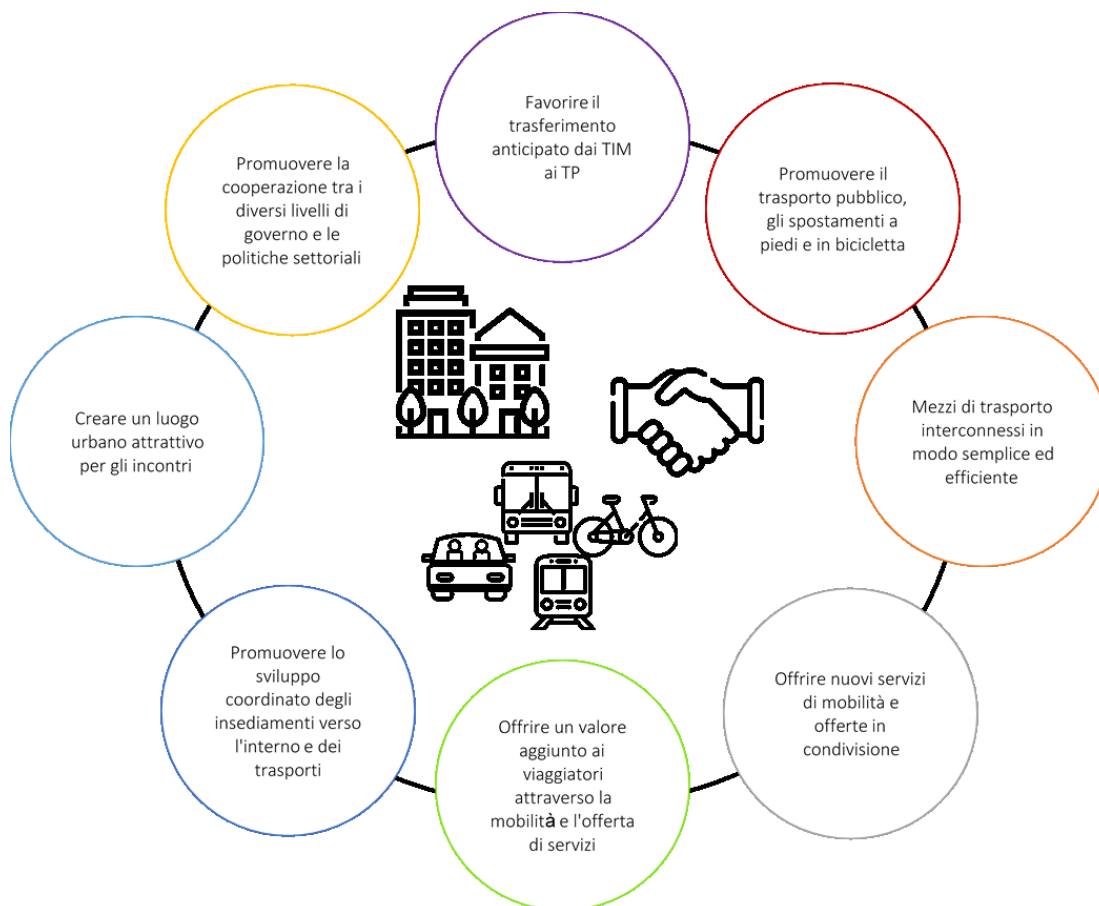 Favorire il
trasferimento
anticipato dai TIM
ai TP
Promuovere il
trasporto pubblico,
gli spostamenti a
piedi e in bicicletta
Mezzi di trasporto
interconnessi in
modo semplice ed
efficiente
Offrire nuovi servizi
di mobilità e
offerte in
condivisione
Offrire un valore
aggiunto ai
viaggiatori
attraverso la
mobilità e l'offerta
di servizi
Promuovere lo
sviluppo
coordinato degli
insediamenti verso
l'interno e dei
trasporti
Creare un luogo
urbano attrattivo
per gli incontri
Promuovere la
cooperazione tra i
diversi livelli di
governo e le
politiche settoriali